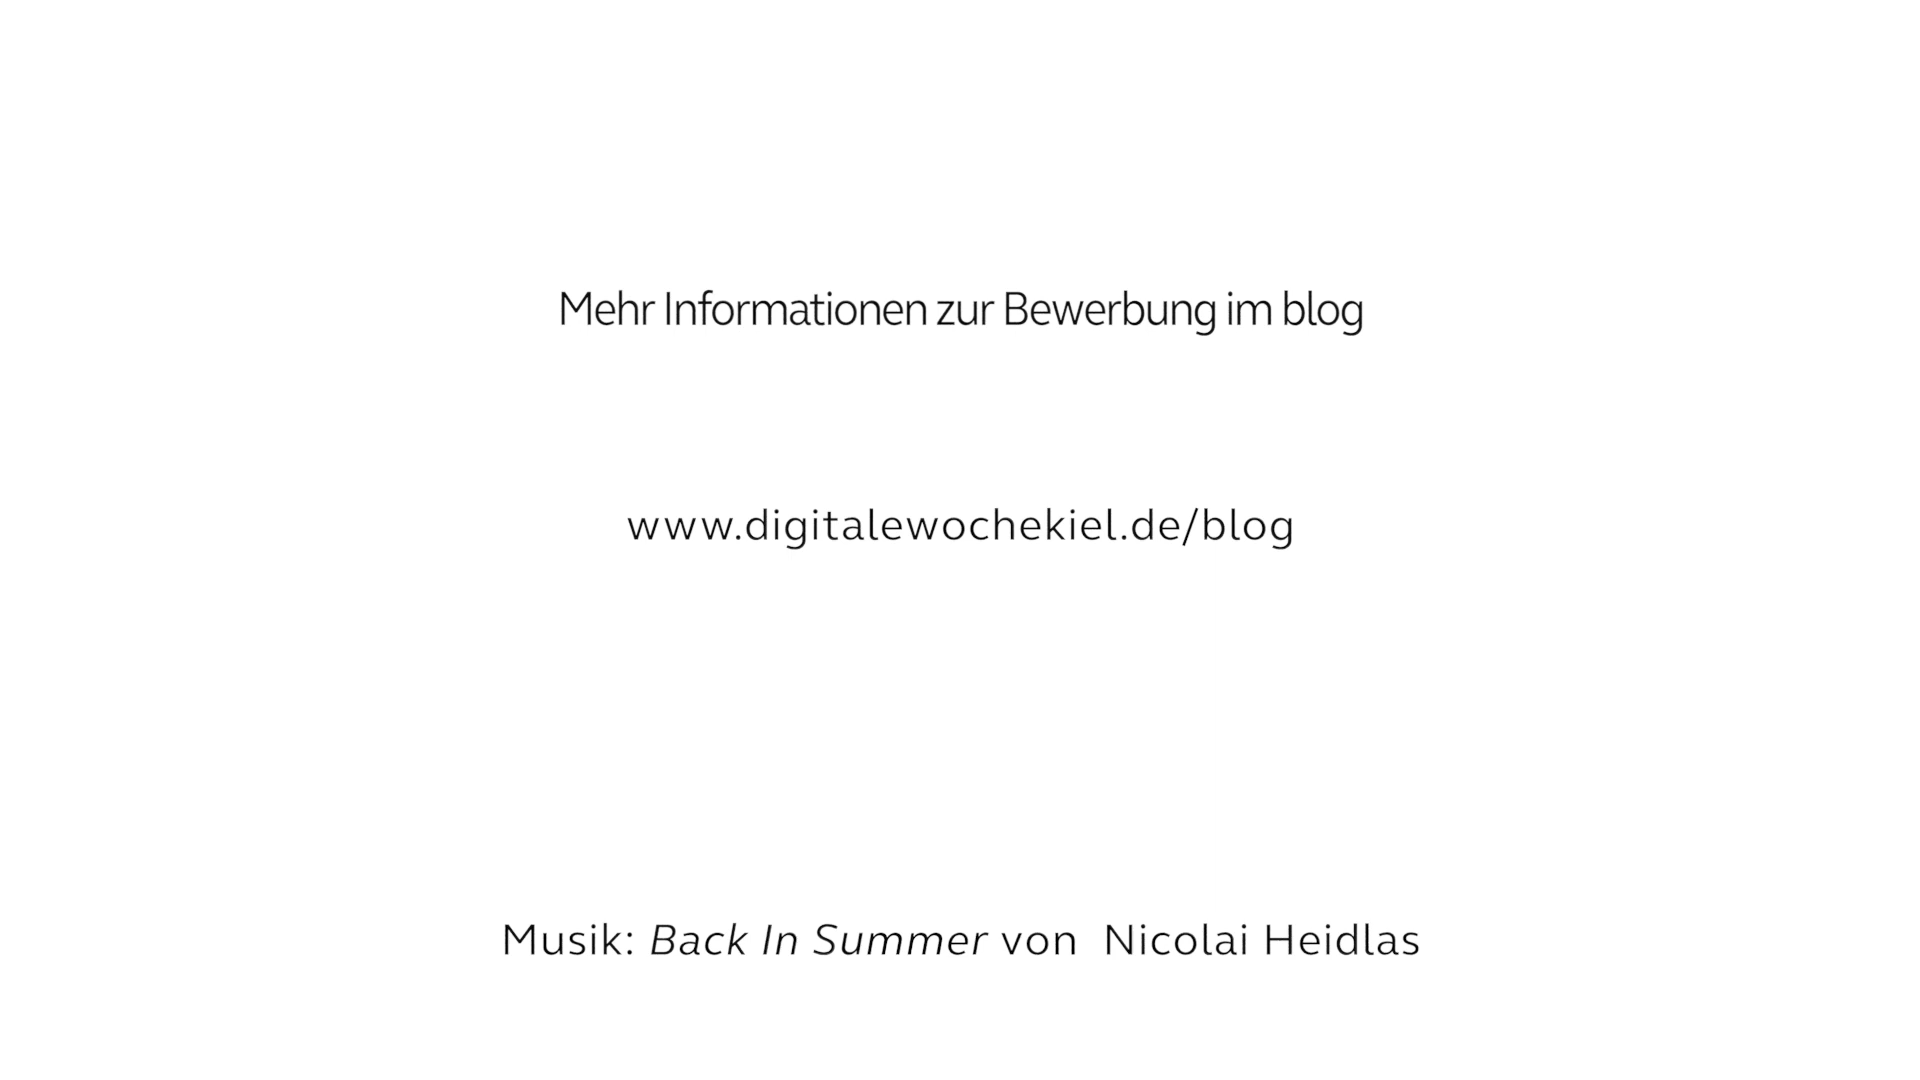 Mehr Informationen zur Bewerbung im blog
www.digitalewochekiel.de/blog
Musik: Back In Summer von Nicolai Heidlas